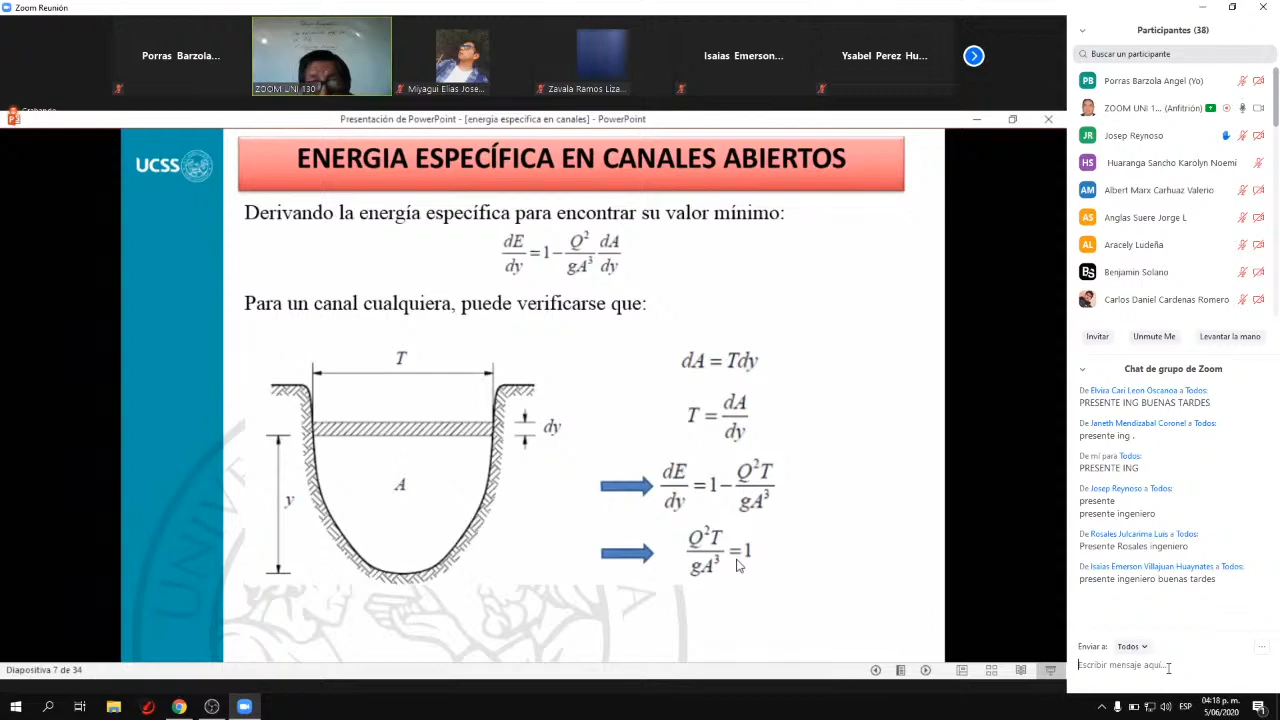 Zoom Reunión
Porras Barzola...
ZOOM UNI 130
Miyagui Elias Jose...
Zavala Ramos Liza...
Isaias Emerson...
Ysabel Perez Hu...
Grabando
Presentación de PowerPoint - [energia especifica en canales] - PowerPoint
UCSS
ENERGIA ESPECÍFICA EN CANALES ABIERTOS
Derivando la energía específica para encontrar su valor mínimo:
dE/dy = 1 - Q²/gA³ dA/dy
Para un canal cualquiera, puede verificarse que:
T
dy
A
y
dA = Tdy
T = dA/dy
dE/dy = 1 - Q²T/gA³
Q²T/gA³ = 1
Diapositiva 7 de 34
Participantes (38)
Buscar un participante
PB Porras Barzola Angel (Yo)
ZOOM UNI 1... (Anfitrión)
JR Josep Reynoso
HS Huaranga Sancho Karolyn Noemi
AM Albert Marx Carhuaz Valerio
AS Anglas Suere Jorge L
AL Aracely Ludeña
BS Benjamin Solano
Carlos Daniel Cardenas Romero
Invitar Unmute Me Levantar la mano
Chat de grupo de Zoom
De Elvira Cari Leon Oscanoa a Todos:
PRESENTE ING BUENAS TARDES
De Janeth Mendizabal Coronel a Todos:
presente ing .
De mí para Todos:
PRESENTE ING
De Josep Reynoso a Todos:
presente
presente ingeniero
De Rosales Julcarima Luis a Todos:
Presente Rosales ingeniero
De Isaias Emerson Villajuan Huaynates a Todos:
presente ingeniero buenas tardes
Enviar a: Todos
Escribir mensaje aquí...
ESP
04:18 p. m.
5/06/2020